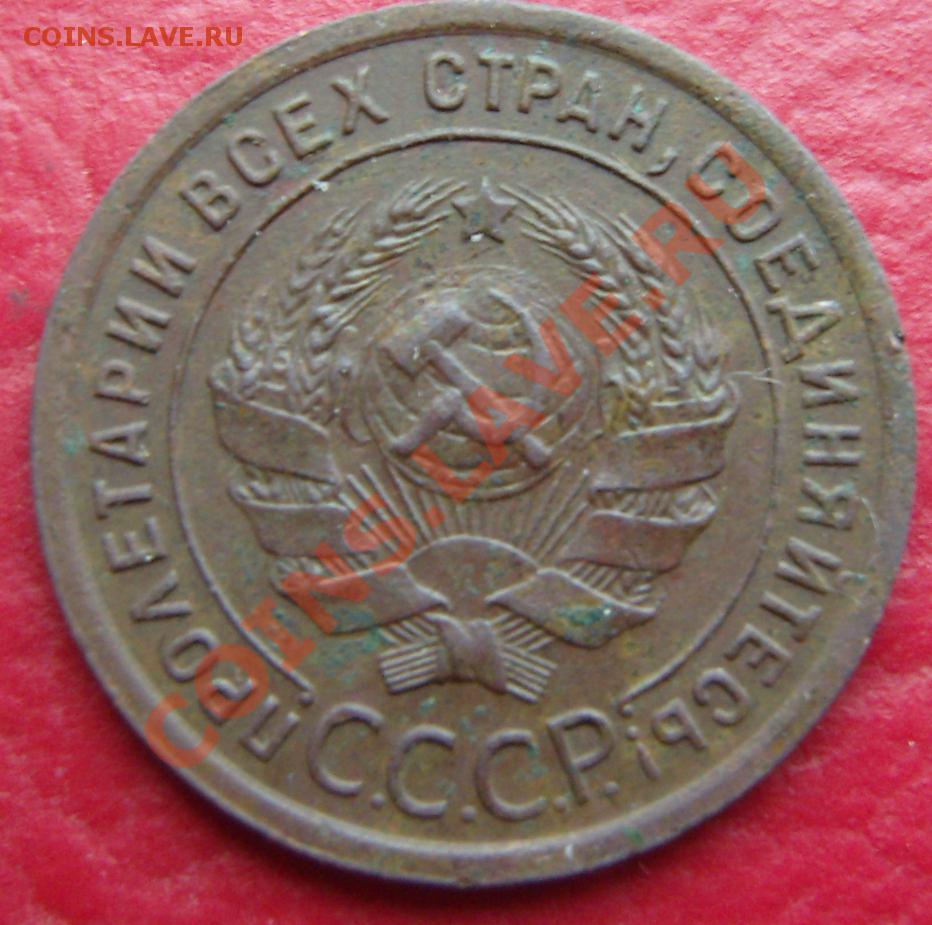 COINS.LAVE.RU
ПРОЛЕТАРИИ ВСЕХ СТРАН, СОЕДИНЯЙТЕСЬ!
С.С.С.Р.
COINS.LAVE.RU